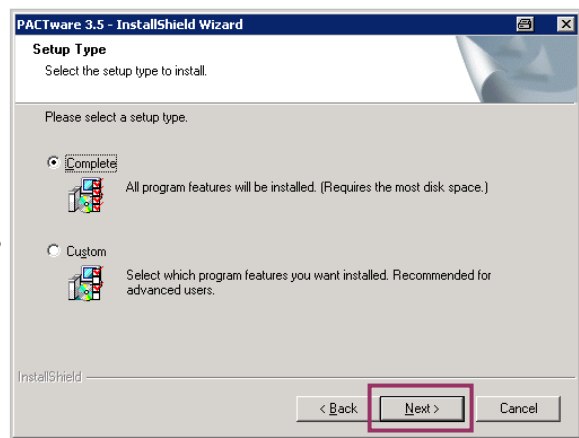 PACTware 3.5 - InstallShield Wizard
Setup Type
Select the setup type to install.
Please select a setup type.
Complete
All program features will be installed. (Requires the most disk space.)
Custom
Select which program features you want installed. Recommended for
advanced users.
InstallShield
< Back Next > Cancel